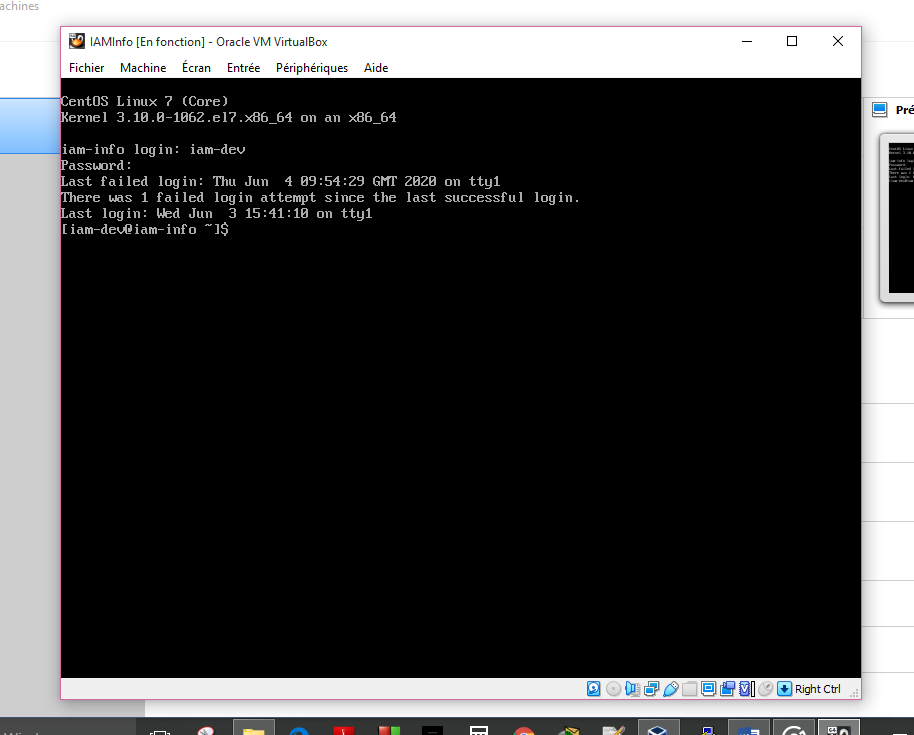 achines
IAMInfo [En fonction] - Oracle VM VirtualBox
Fichier Machine Écran Entrée Périphériques Aide
CentOS Linux 7 (Core)
Kernel 3.10.0-1062.el7.x86_64 on an x86_64
iam-info login: iam-dev
Password:
Last failed login: Thu Jun  4 09:54:29 GMT 2020 on tty1
There was 1 failed login attempt since the last successful login.
Last login: Wed Jun  3 15:41:10 on tty1
[iam-dev@iam-info ~]$
Pré
Right Ctrl